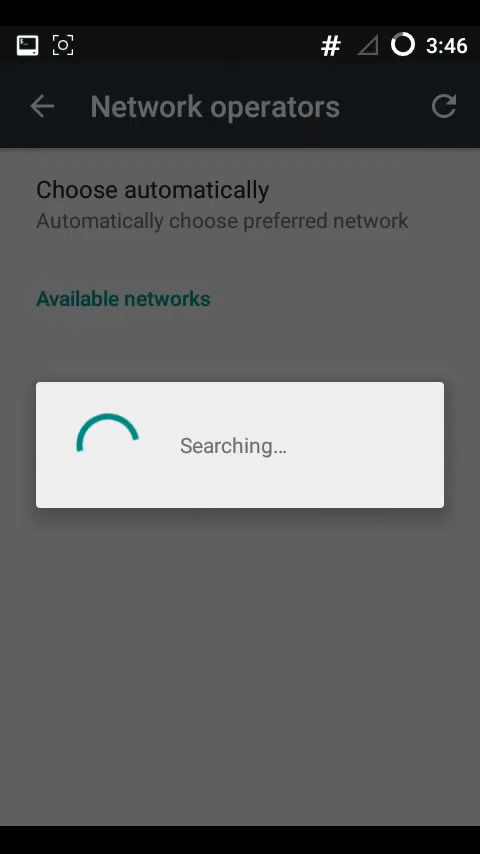 # 3:46
Network operators
Choose automatically
Automatically choose preferred network
Available networks
Searching...